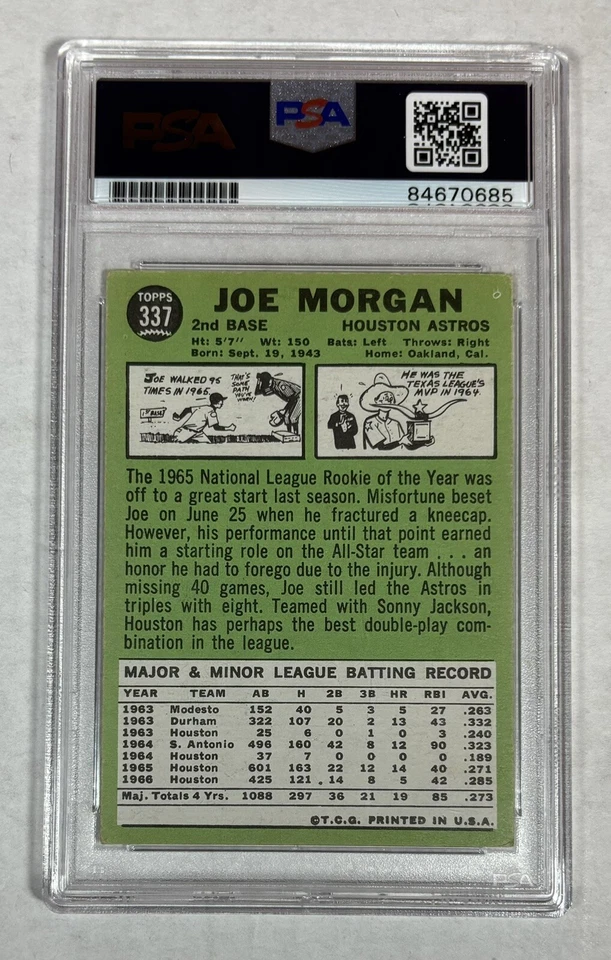 PSA
PSA
84670685
TOPPS
337
JOE MORGAN
2nd BASE HOUSTON ASTROS
Ht: 5'7" Wt: 150 Bats: Left Throws: Right
Born: Sept. 19, 1943 Home: Oakland, Cal.
JOE WALKED 95
TIMES IN 1965.
THAT'S
SOME
PATH
YOU'VE
WORN!
1st BASE
HE WAS THE
TEXAS LEAGUE'S
MVP IN 1964.
The 1965 National League Rookie of the Year was
off to a great start last season. Misfortune beset
Joe on June 25 when he fractured a kneecap.
However, his performance until that point earned
him a starting role on the All-Star team . . . an
honor he had to forego due to the injury. Although
missing 40 games, Joe still led the Astros in
triples with eight. Teamed with Sonny Jackson,
Houston has perhaps the best double-play com-
bination in the league.
MAJOR & MINOR LEAGUE BATTING RECORD
YEAR TEAM AB H 2B 3B HR RBI AVG.
1963 Modesto 152 40 5 3 5 27 .263
1963 Durham 322 107 20 2 13 43 .332
1963 Houston 25 6 0 1 0 3 .240
1964 S. Antonio 496 160 42 8 12 90 .323
1964 Houston 37 7 0 0 0 0 .189
1965 Houston 601 163 22 12 14 40 .271
1966 Houston 425 121 14 8 5 42 .285
Maj. Totals 4 Yrs. 1088 297 36 21 19 85 .273
©T.C.G. PRINTED IN U.S.A.
PSA